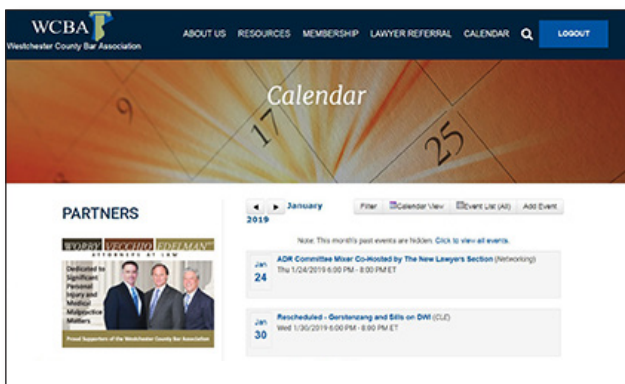 WCBA
Westchester County Bar Association
ABOUT US RESOURCES MEMBERSHIP LAWYER REFERRAL CALENDAR LOGOUT
Calendar
9
17
25
PARTNERS
WORBY VECCHIO EDELMAN
ATTORNEYS AT LAW
Dedicated to
Significant
Personal
Injury and
Medical
Malpractice
Matters
Proud Supporters of the Westchester County Bar Association
January
2019
Filter Calendar View Event List (All) Add Event
Note: This month's past events are hidden. Click to view all events.
Jan
24
ADR Committee Mixer Co-Hosted by The New Lawyers Section (Networking)
Thu 1/24/2019 6:00 PM - 8:00 PM ET
Jan
30
Rescheduled - Gerstenzang and Sills on DWI (CLE)
Wed 1/30/2019 6:00 PM - 8:00 PM ET